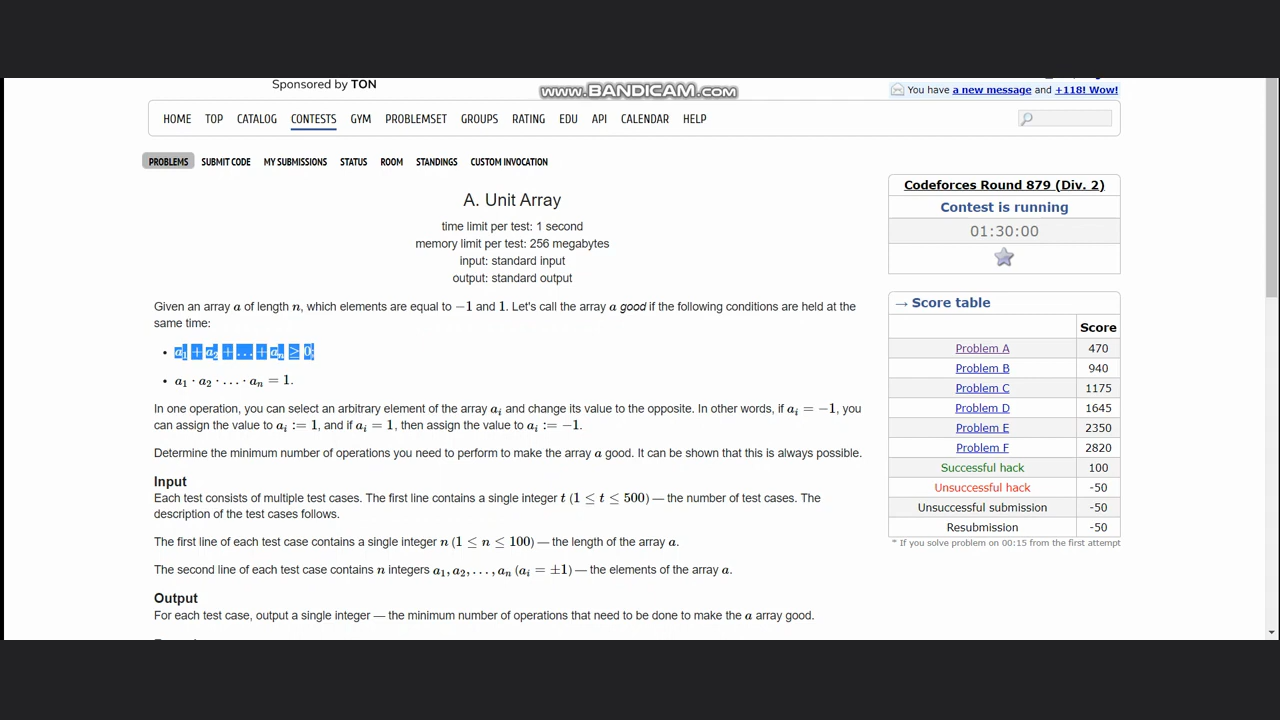 Sponsored by TON
www.BANDICAM.com
You have a new message and +118! Wow!
HOME TOP CATALOG CONTESTS GYM PROBLEMSET GROUPS RATING EDU API CALENDAR HELP
PROBLEMS SUBMIT CODE MY SUBMISSIONS STATUS ROOM STANDINGS CUSTOM INVOCATION
A. Unit Array
time limit per test: 1 second
memory limit per test: 256 megabytes
input: standard input
output: standard output
Given an array a of length n, which elements are equal to −1 and 1. Let's call the array a good if the following conditions are held at the
same time:
• a₁ + a₂ + … + aₙ ≥ 0;
• a₁ · a₂ · … · aₙ = 1.
In one operation, you can select an arbitrary element of the array aᵢ and change its value to the opposite. In other words, if aᵢ = −1, you
can assign the value to aᵢ := 1, and if aᵢ = 1, then assign the value to aᵢ := −1.
Determine the minimum number of operations you need to perform to make the array a good. It can be shown that this is always possible.
Input
Each test consists of multiple test cases. The first line contains a single integer t (1 ≤ t ≤ 500) — the number of test cases. The
description of the test cases follows.
The first line of each test case contains a single integer n (1 ≤ n ≤ 100) — the length of the array a.
The second line of each test case contains n integers a₁, a₂, …, aₙ (aᵢ = ±1) — the elements of the array a.
Output
For each test case, output a single integer — the minimum number of operations that need to be done to make the a array good.
Codeforces Round 879 (Div. 2)
Contest is running
01:30:00
→ Score table
Score
Problem A 470
Problem B 940
Problem C 1175
Problem D 1645
Problem E 2350
Problem F 2820
Successful hack 100
Unsuccessful hack -50
Unsuccessful submission -50
Resubmission -50
* If you solve problem on 00:15 from the first attempt